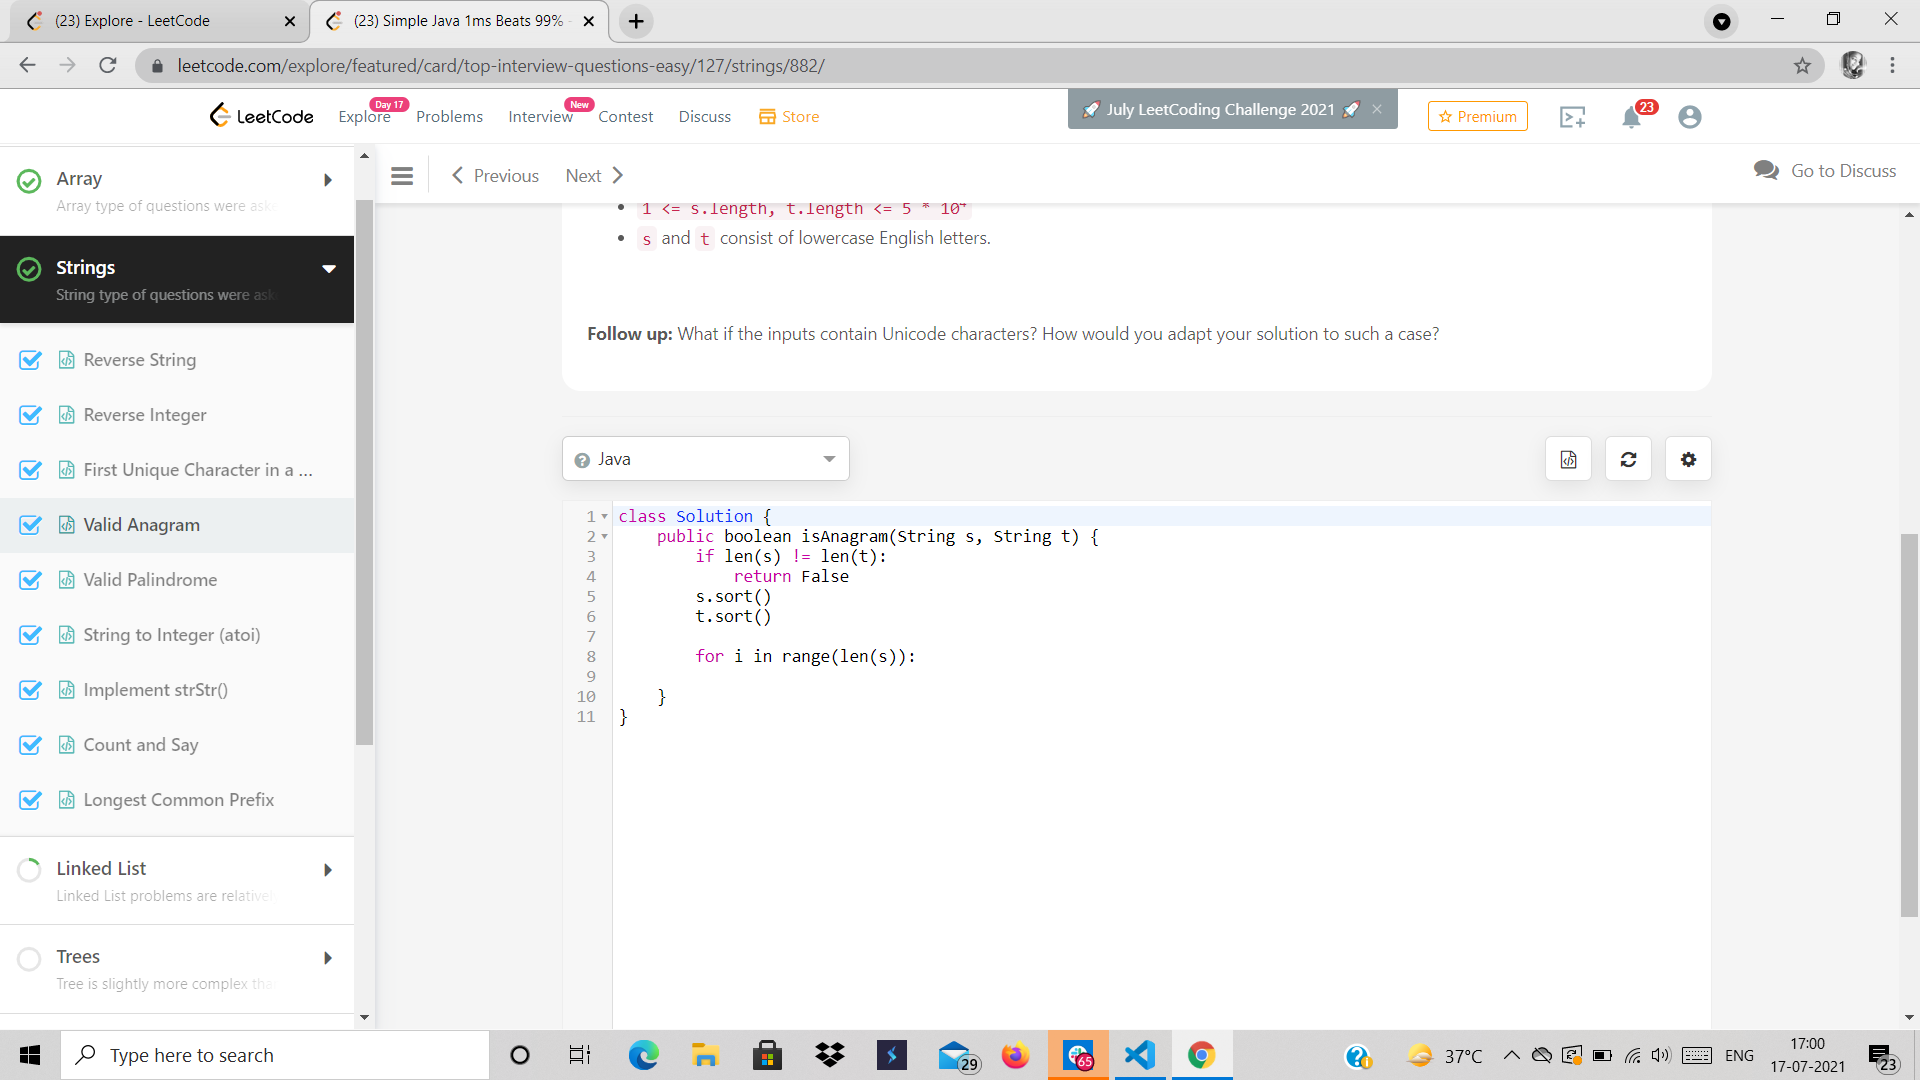 (23) Explore - LeetCode
(23) Simple Java 1ms Beats 99% -
leetcode.com/explore/featured/card/top-interview-questions-easy/127/strings/882/
LeetCode
Explore
Day 17
Problems
Interview
New
Contest
Discuss
Store
🚀 July LeetCoding Challenge 2021 🚀 ×
Premium
23
Array
Array type of questions were aske
Strings
String type of questions were aske
Reverse String
Reverse Integer
First Unique Character in a ...
Valid Anagram
Valid Palindrome
String to Integer (atoi)
Implement strStr()
Count and Say
Longest Common Prefix
Linked List
Linked List problems are relative
Trees
Tree is slightly more complex tha
Previous
Next
Go to Discuss
1 <= s.length, t.length <= 5 * 10⁴
s and t consist of lowercase English letters.
Follow up: What if the inputs contain Unicode characters? How would you adapt your solution to such a case?
Java
1 class Solution {
2     public boolean isAnagram(String s, String t) {
3         if len(s) != len(t):
4             return False
5         s.sort()
6         t.sort()
7
8         for i in range(len(s)):
9
10     }
11 }
Type here to search
29
65
37°C
ENG
17:00
17-07-2021
23